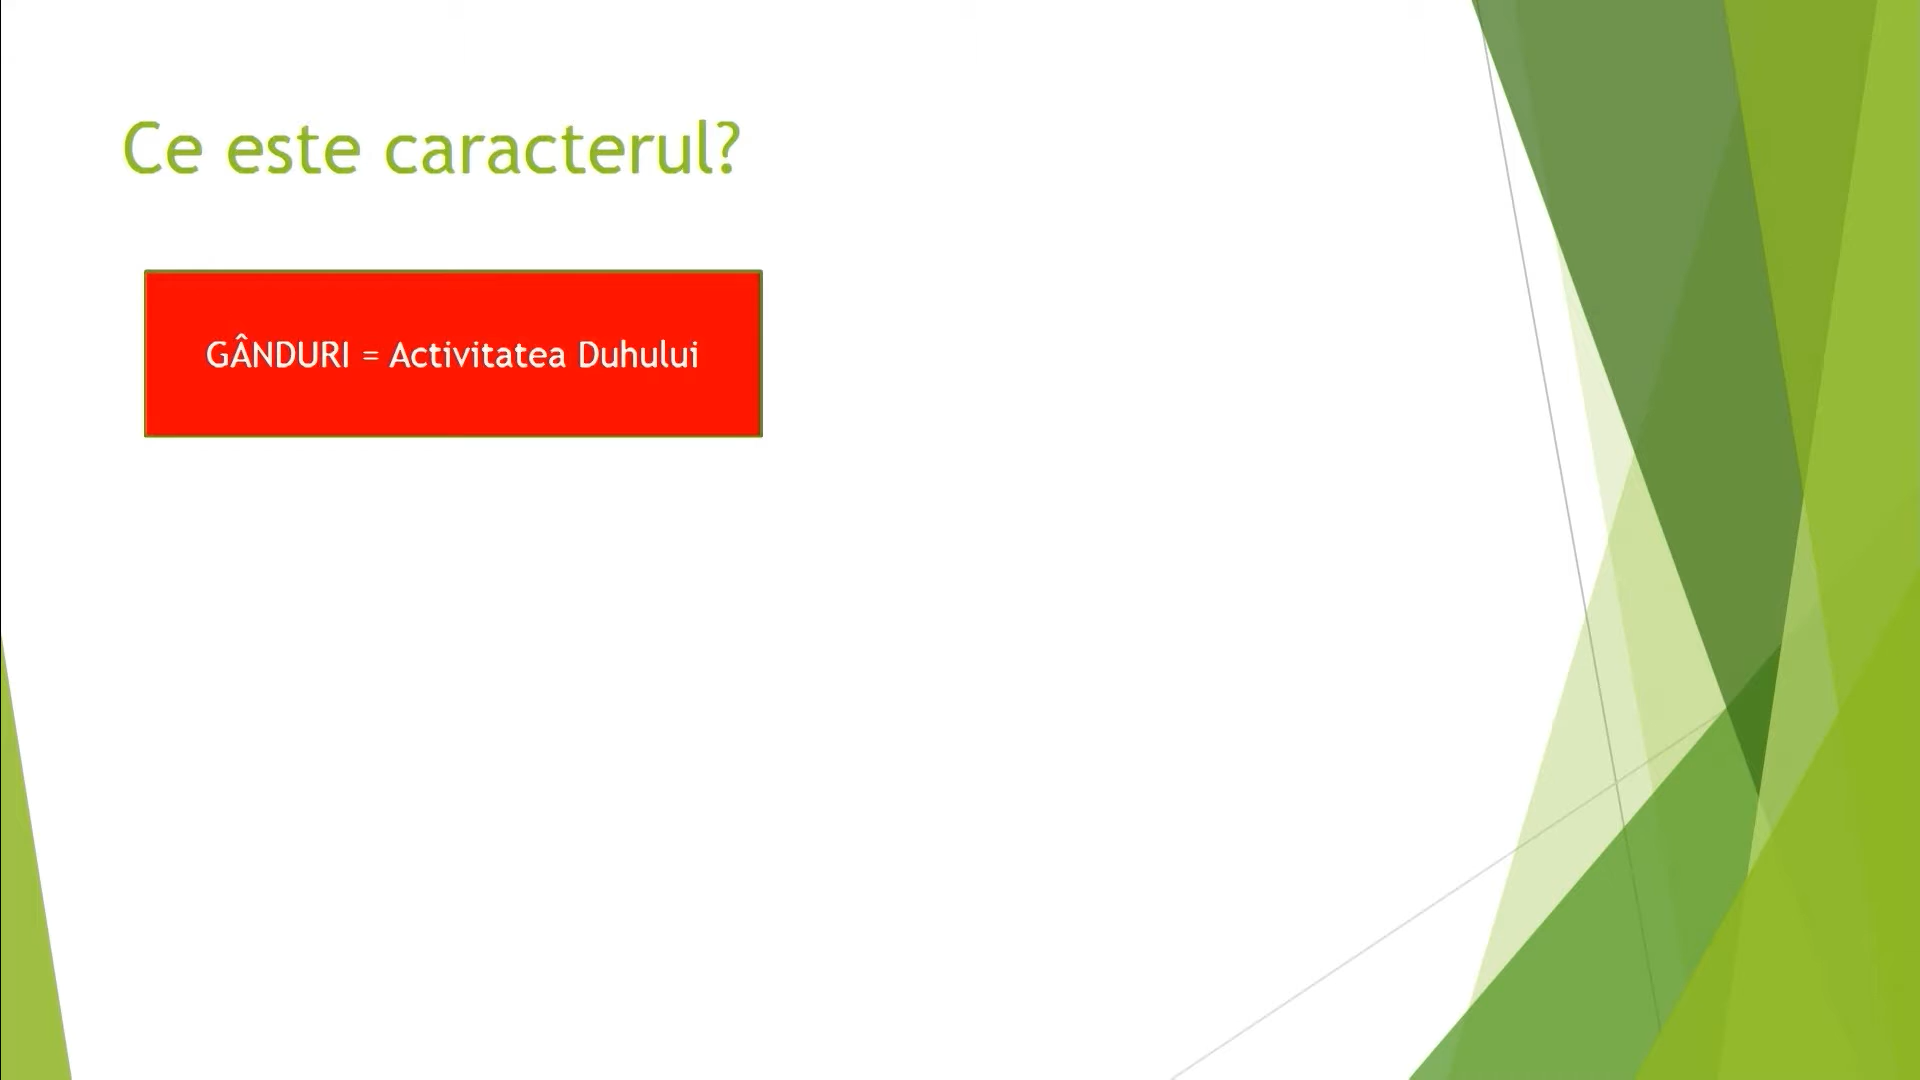 Ce este caracterul?
GÂNDURI = Activitatea Duhului